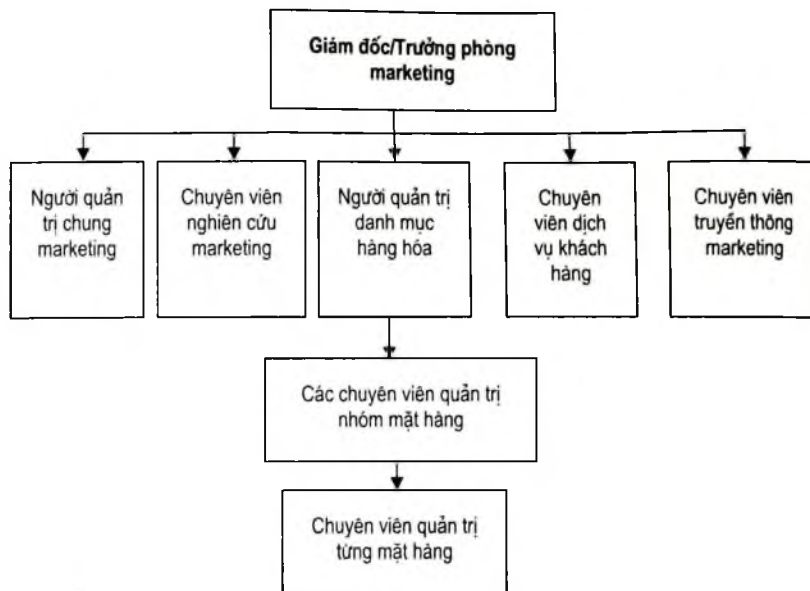 Giám đốc/Trưởng phòng
marketing
Người quản
trị chung
marketing
Chuyên viên
nghiên cứu
marketing
Người quản trị
danh mục
hàng hóa
Chuyên
viên dịch
vụ khách
hàng
Chuyên viên
truyền thông
marketing
Các chuyên viên quản trị
nhóm mặt hàng
Chuyên viên quản trị
từng mặt hàng